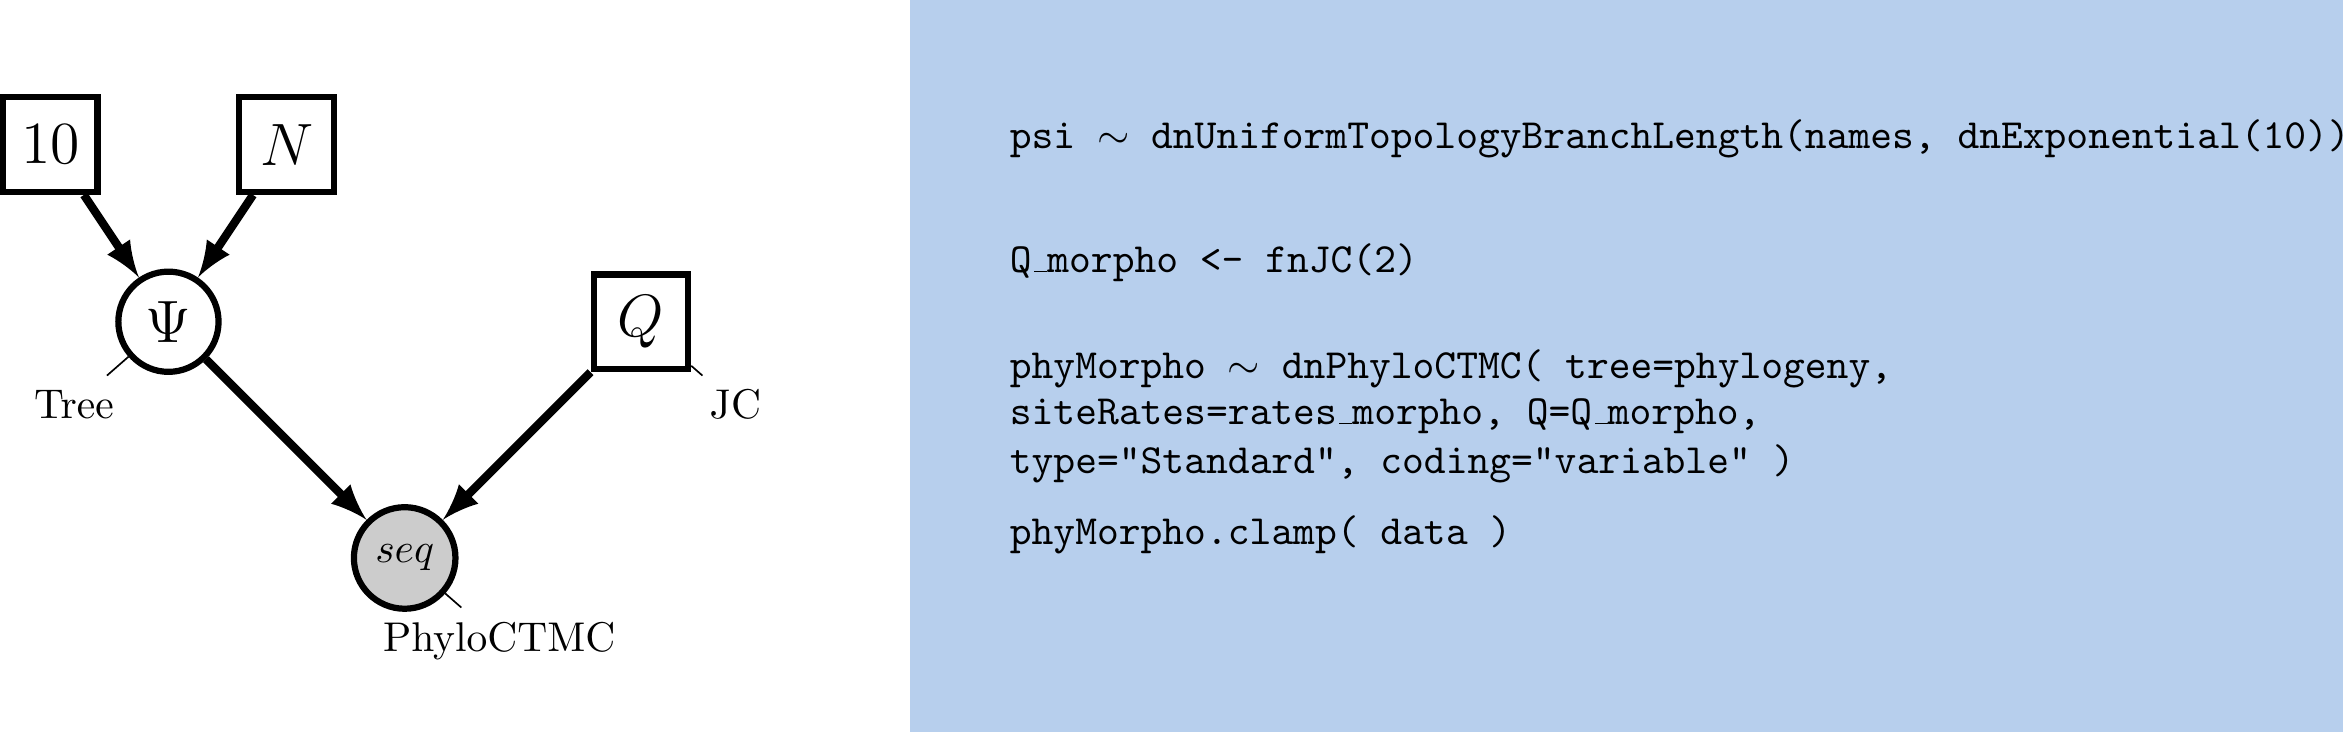 10
N
Ψ
Q
Tree
JC
seq
PhyloCTMC
psi ∼ dnUniformTopologyBranchLength(names, dnExponential(10))
Q_morpho <- fnJC(2)
phyMorpho ∼ dnPhyloCTMC( tree=phylogeny,
siteRates=rates_morpho, Q=Q_morpho,
type="Standard", coding="variable" )
phyMorpho.clamp( data )